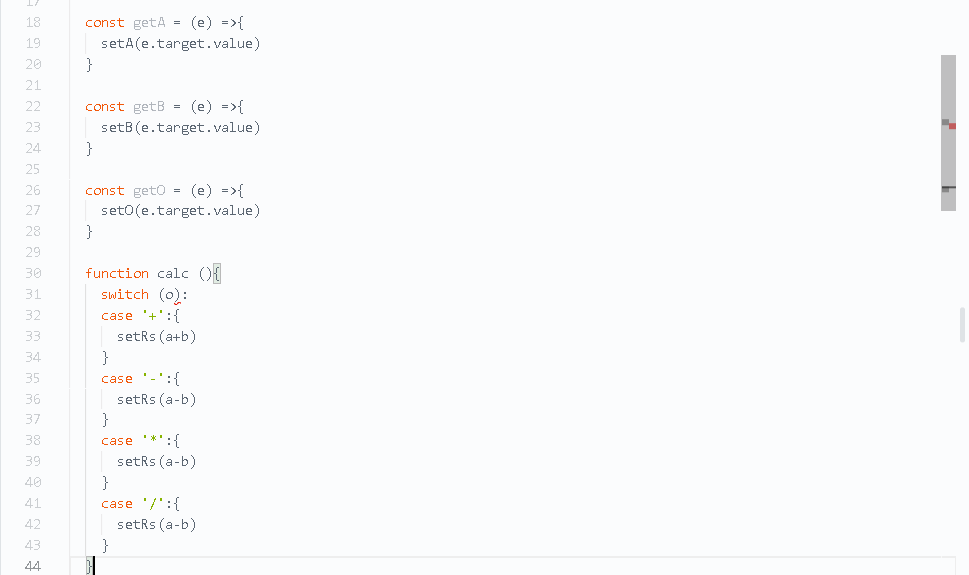 17
18 const getA = (e) =>{
19 setA(e.target.value)
20 }
21
22 const getB = (e) =>{
23 setB(e.target.value)
24 }
25
26 const getO = (e) =>{
27 setO(e.target.value)
28 }
29
30 function calc (){
31 switch (o):
32 case '+':{
33 setRs(a+b)
34 }
35 case '-':{
36 setRs(a-b)
37 }
38 case '*':{
39 setRs(a-b)
40 }
41 case '/':{
42 setRs(a-b)
43 }
44 }